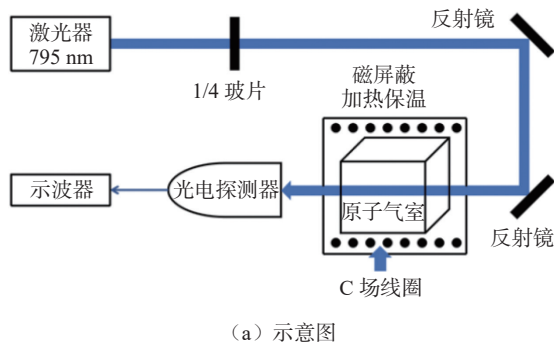 激光器
795 nm
1/4 玻片
反射镜
磁屏蔽
加热保温
示波器
光电探测器
原子气室
反射镜
C 场线圈
（a）示意图